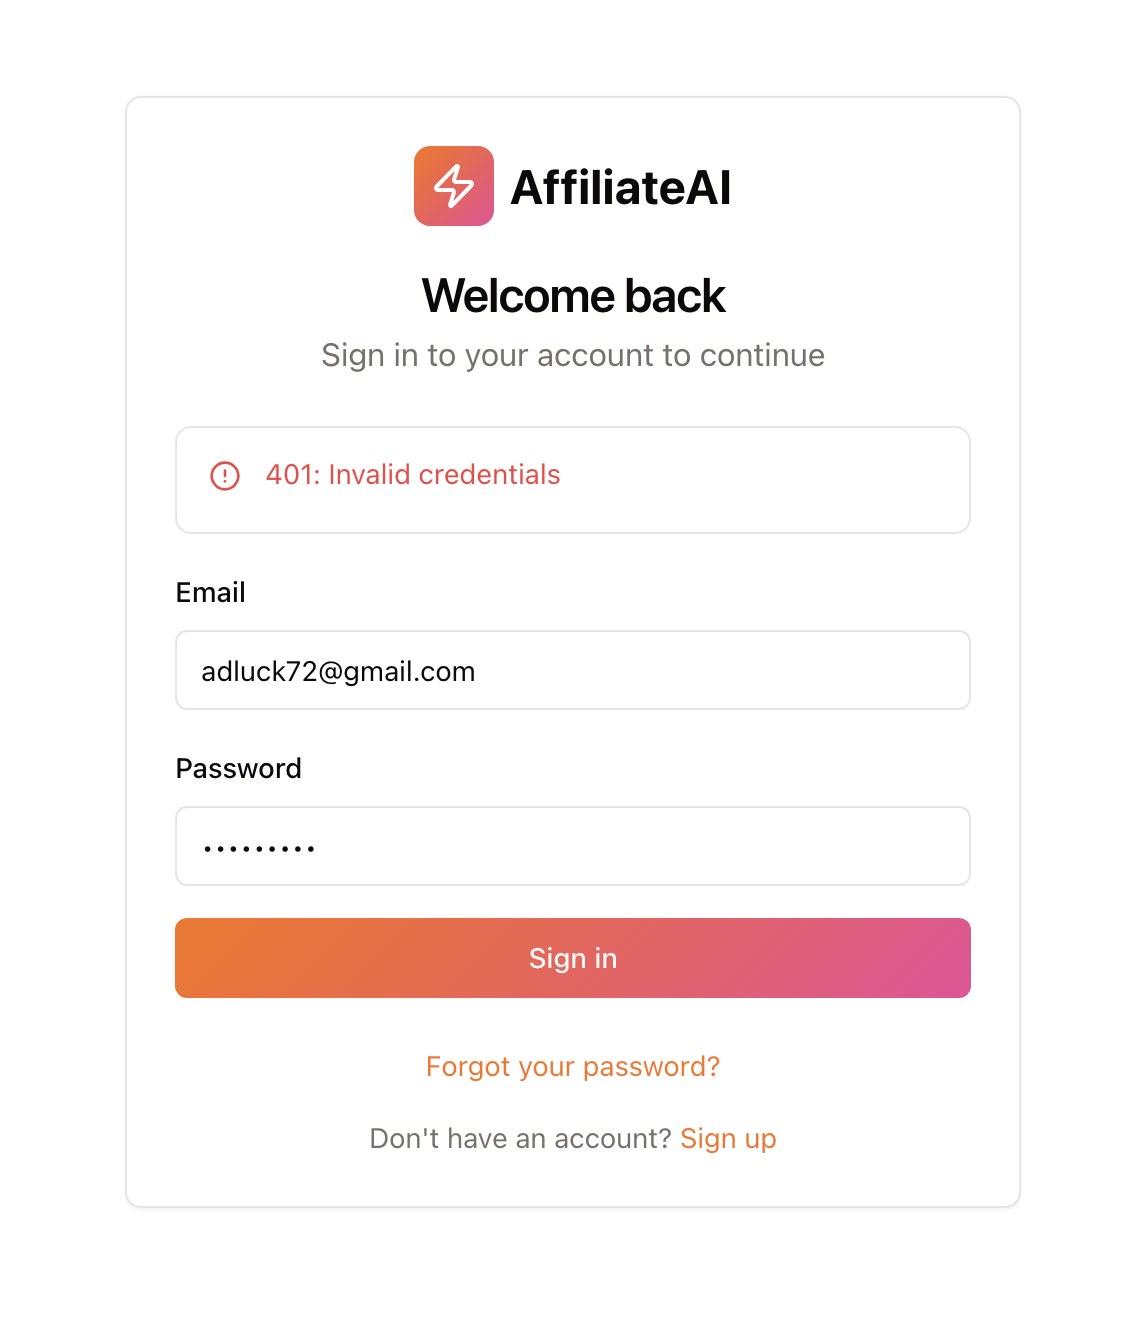 AffiliateAI
Welcome back
Sign in to your account to continue
401: Invalid credentials
Email
adluck72@gmail.com
Password
•••••••••
Sign in
Forgot your password?
Don't have an account? Sign up